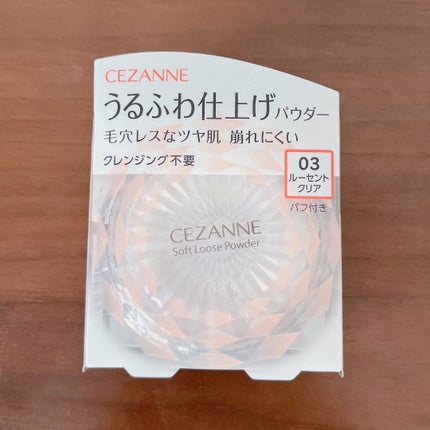 CEZANNE
うるふわ仕上げパウダー
毛穴レスなツヤ肌 崩れにくい
クレンジング不要
03
ルーセント
クリア
パフ付き
CEZANNE
Soft Loose Powder